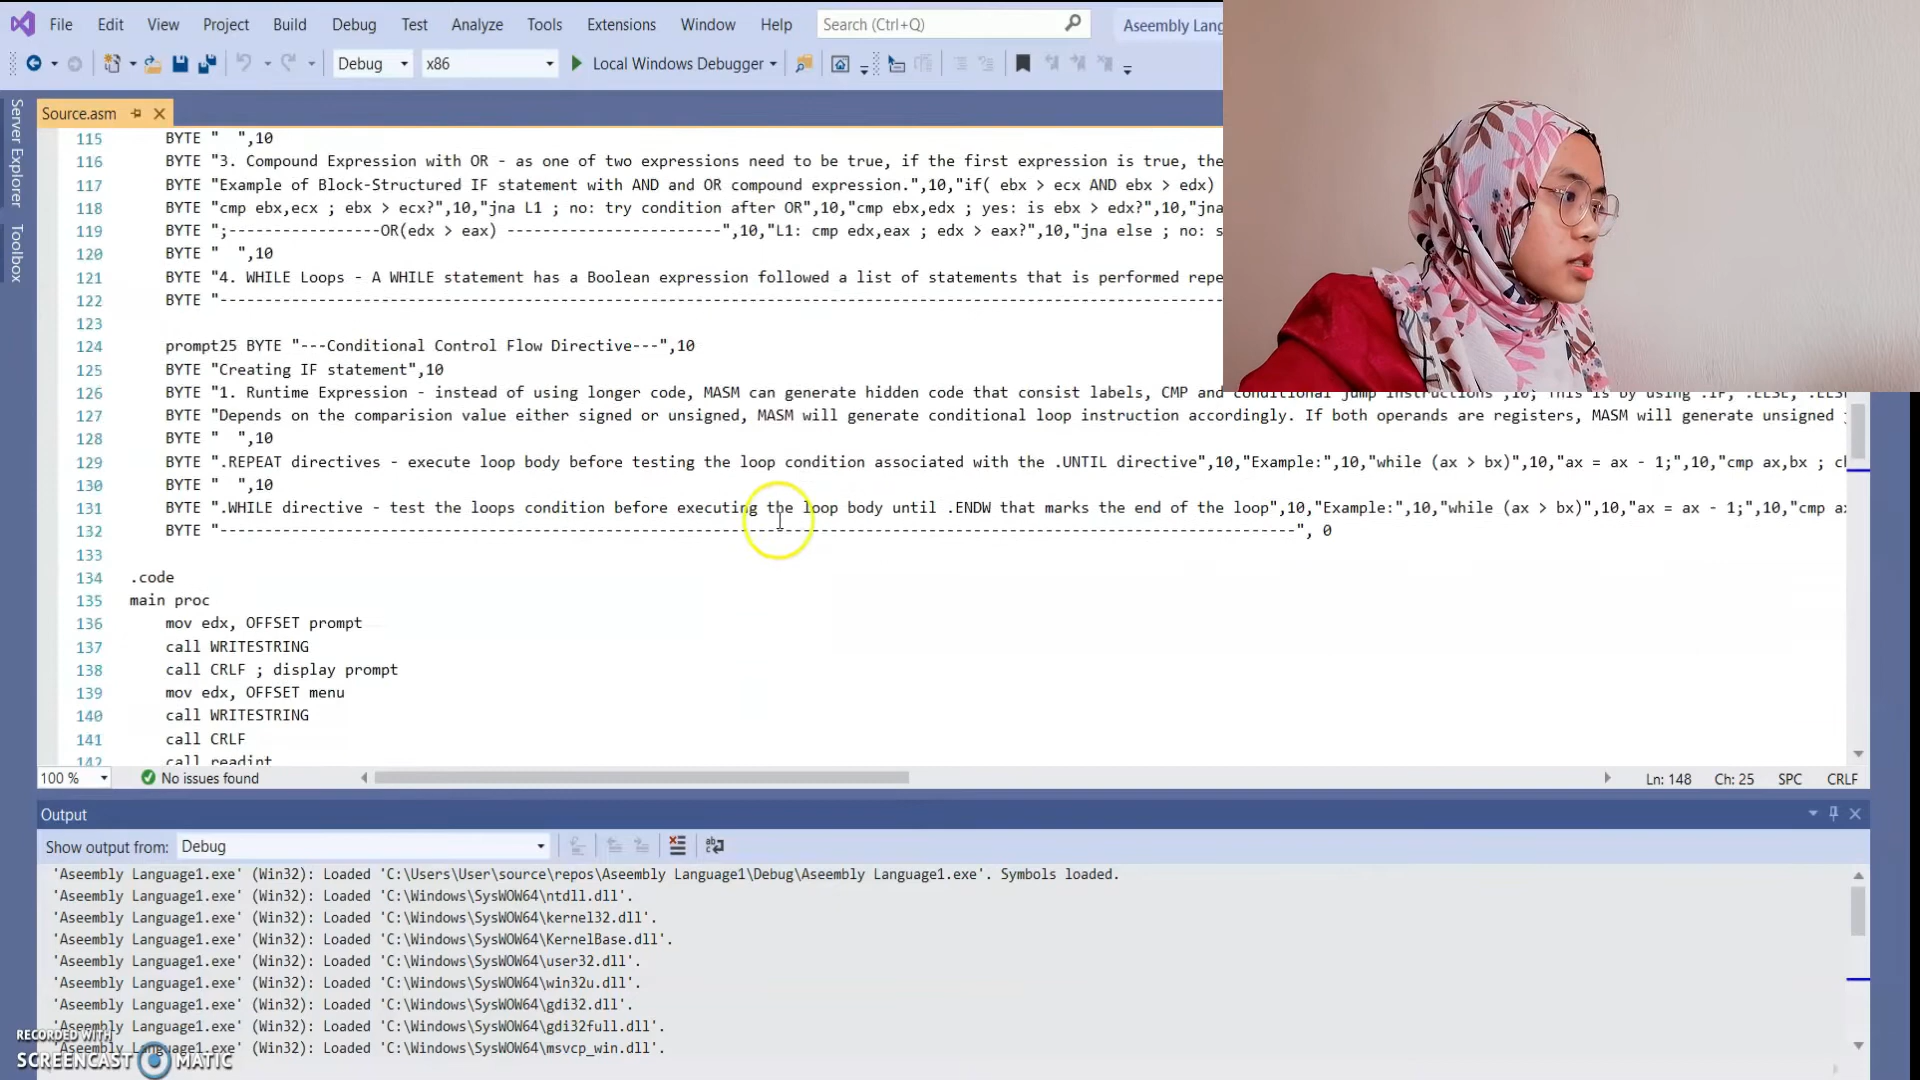 File Edit View Project Build Debug Test Analyze Tools Extensions Window Help Search (Ctrl+Q) Aseembly Lang
Debug x86 Local Windows Debugger
Server Explorer
Toolbox
Source.asm
115 BYTE "  ",10
116 BYTE "3. Compound Expression with OR - as one of two expressions need to be true, if the first expression is true, the
117 BYTE "Example of Block-Structured IF statement with AND and OR compound expression.",10,"if( ebx > ecx AND ebx > edx)
118 BYTE "cmp ebx,ecx ; ebx > ecx?",10,"jna L1 ; no: try condition after OR",10,"cmp ebx,edx ; yes: is ebx > edx?",10,"jna
119 BYTE ";-----------------OR(edx > eax) ------------------------",10,"L1: cmp edx,eax ; edx > eax?",10,"jna else ; no: s
120 BYTE "  ",10
121 BYTE "4. WHILE Loops - A WHILE statement has a Boolean expression followed a list of statements that is performed repe
122 BYTE "----------------------------------------------------------------------------------------------------------------
123
124 prompt25 BYTE "---Conditional Control Flow Directive---",10
125 BYTE "Creating IF statement",10
126 BYTE "1. Runtime Expression - instead of using longer code, MASM can generate hidden code that consist labels, CMP and conditional jump instructions",10; This is by using .IF, .ELSE, .ELS
127 BYTE "Depends on the comparision value either signed or unsigned, MASM will generate conditional loop instruction accordingly. If both operands are registers, MASM will generate unsigned
128 BYTE "  ",10
129 BYTE ".REPEAT directives - execute loop body before testing the loop condition associated with the .UNTIL directive",10,"Example:",10,"while (ax > bx)",10,"ax = ax - 1;",10,"cmp ax,bx ; c
130 BYTE "  ",10
131 BYTE ".WHILE directive - test the loops condition before executing the loop body until .ENDW that marks the end of the loop",10,"Example:",10,"while (ax > bx)",10,"ax = ax - 1;",10,"cmp a
132 BYTE "------------------------------------------------------------------------------------------------------------------------", 0
133
134 .code
135 main proc
136 mov edx, OFFSET prompt
137 call WRITESTRING
138 call CRLF ; display prompt
139 mov edx, OFFSET menu
140 call WRITESTRING
141 call CRLF
142 call readint
100 % No issues found Ln: 148 Ch: 25 SPC CRLF
Output
Show output from: Debug
'Aseembly Language1.exe' (Win32): Loaded 'C:\Users\User\source\repos\Aseembly Language1\Debug\Aseembly Language1.exe'. Symbols loaded.
'Aseembly Language1.exe' (Win32): Loaded 'C:\Windows\SysWOW64\ntdll.dll'.
'Aseembly Language1.exe' (Win32): Loaded 'C:\Windows\SysWOW64\kernel32.dll'.
'Aseembly Language1.exe' (Win32): Loaded 'C:\Windows\SysWOW64\KernelBase.dll'.
'Aseembly Language1.exe' (Win32): Loaded 'C:\Windows\SysWOW64\user32.dll'.
'Aseembly Language1.exe' (Win32): Loaded 'C:\Windows\SysWOW64\win32u.dll'.
'Aseembly Language1.exe' (Win32): Loaded 'C:\Windows\SysWOW64\gdi32.dll'.
'Aseembly Language1.exe' (Win32): Loaded 'C:\Windows\SysWOW64\gdi32full.dll'.
'Aseembly Language1.exe' (Win32): Loaded 'C:\Windows\SysWOW64\msvcp_win.dll'.
RECORDED WITH
SCREENCAST MATIC